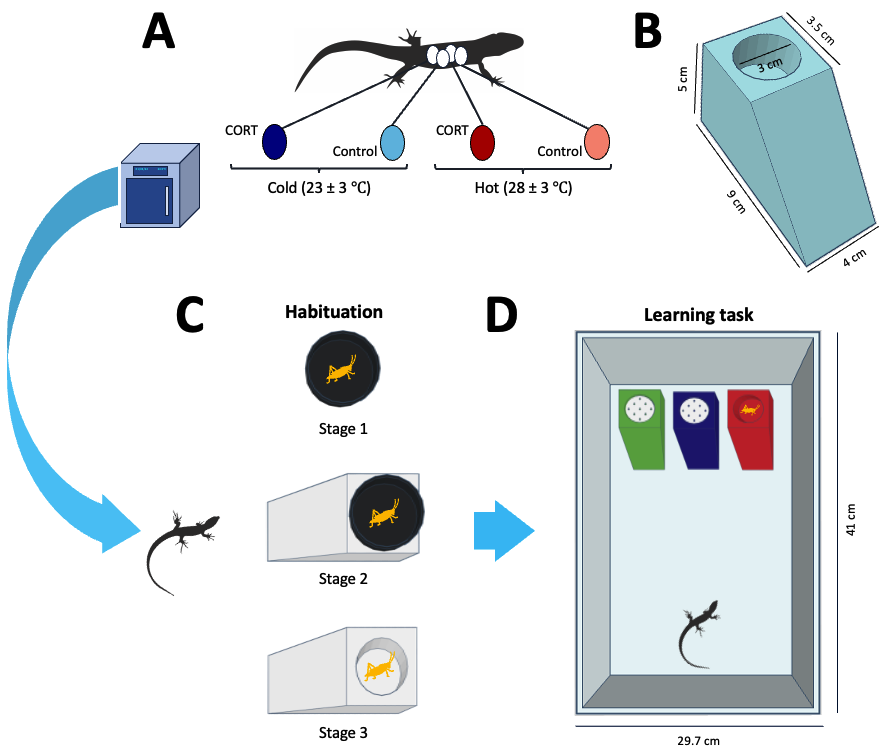 A
CORT
Control
CORT
Control
Cold (23 ± 3 °C)
Hot (28 ± 3 °C)
B
3.5 cm
3 cm
5 cm
9 cm
4 cm
C
Habituation
Stage 1
Stage 2
Stage 3
D
Learning task
41 cm
29.7 cm